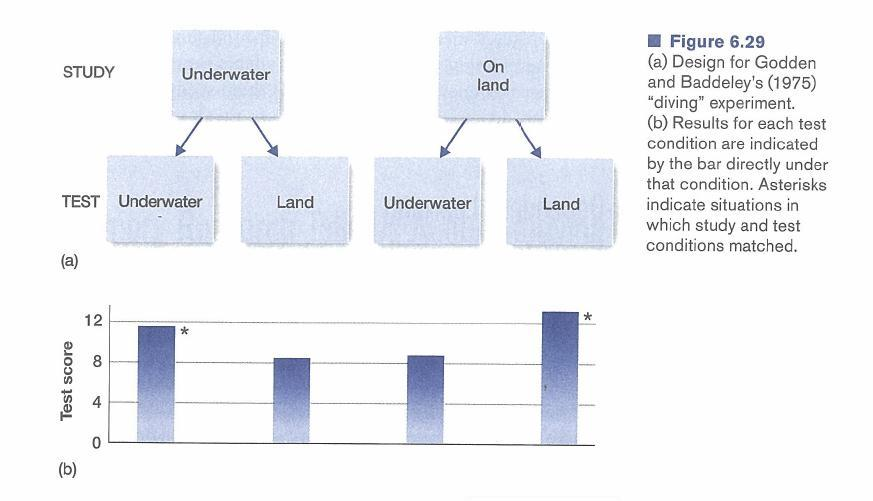 STUDY
Underwater
On
land
TEST
Underwater
Land
Underwater
Land
(a)
■ Figure 6.29
(a) Design for Godden
and Baddeley's (1975)
“diving” experiment.
(b) Results for each test
condition are indicated
by the bar directly under
that condition. Asterisks
indicate situations in
which study and test
conditions matched.
Test score
12
8
4
0
*
*
(b)